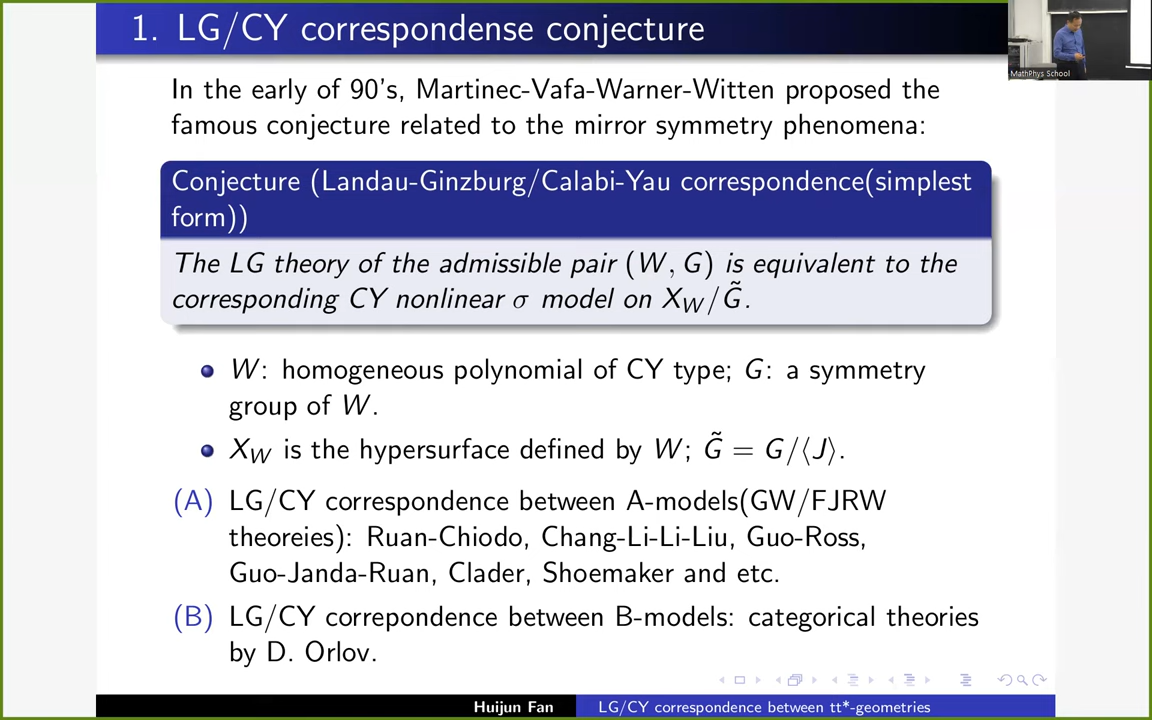 1. LG/CY correspondense conjecture
MathPhys School
In the early of 90's, Martinec-Vafa-Warner-Witten proposed the
famous conjecture related to the mirror symmetry phenomena:
Conjecture (Landau-Ginzburg/Calabi-Yau correspondence(simplest
form))
The LG theory of the admissible pair (W, G) is equivalent to the
corresponding CY nonlinear σ model on X_W/G̃.
W: homogeneous polynomial of CY type; G: a symmetry
group of W.
X_W is the hypersurface defined by W; G̃ = G/⟨J⟩.
(A) LG/CY correspondence between A-models(GW/FJRW
theoreies): Ruan-Chiodo, Chang-Li-Li-Liu, Guo-Ross,
Guo-Janda-Ruan, Clader, Shoemaker and etc.
(B) LG/CY correpondence between B-models: categorical theories
by D. Orlov.
Huijun Fan LG/CY correspondence between tt*-geometries